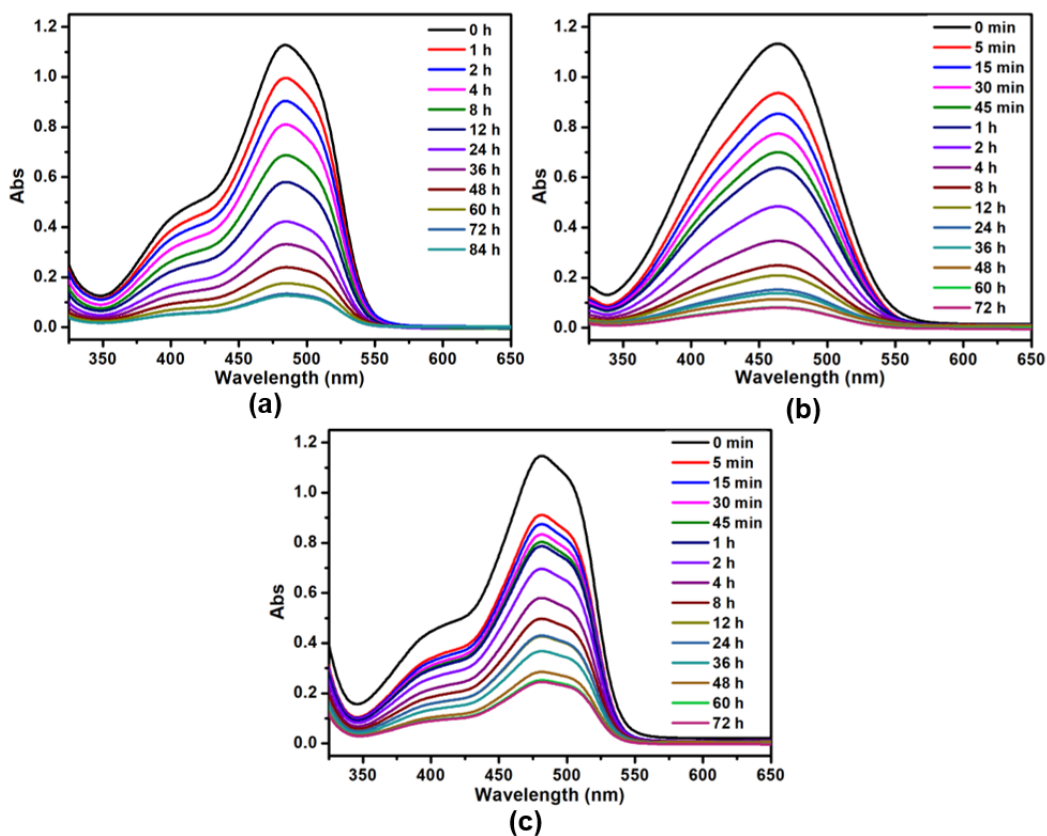 1.2
1.0
0.8
0.6
0.4
0.2
0.0
Abs
0 h
1 h
2 h
4 h
8 h
12 h
24 h
36 h
48 h
60 h
72 h
84 h
350 400 450 500 550 600 650
Wavelength (nm)
(a)
1.2
1.0
0.8
0.6
0.4
0.2
0.0
Abs
0 min
5 min
15 min
30 min
45 min
1 h
2 h
4 h
8 h
12 h
24 h
36 h
48 h
60 h
72 h
350 400 450 500 550 600 650
Wavelength (nm)
(b)
1.2
1.0
0.8
0.6
0.4
0.2
0.0
Abs
0 min
5 min
15 min
30 min
45 min
1 h
2 h
4 h
8 h
12 h
24 h
36 h
48 h
60 h
72 h
350 400 450 500 550 600 650
Wavelength (nm)
(c)